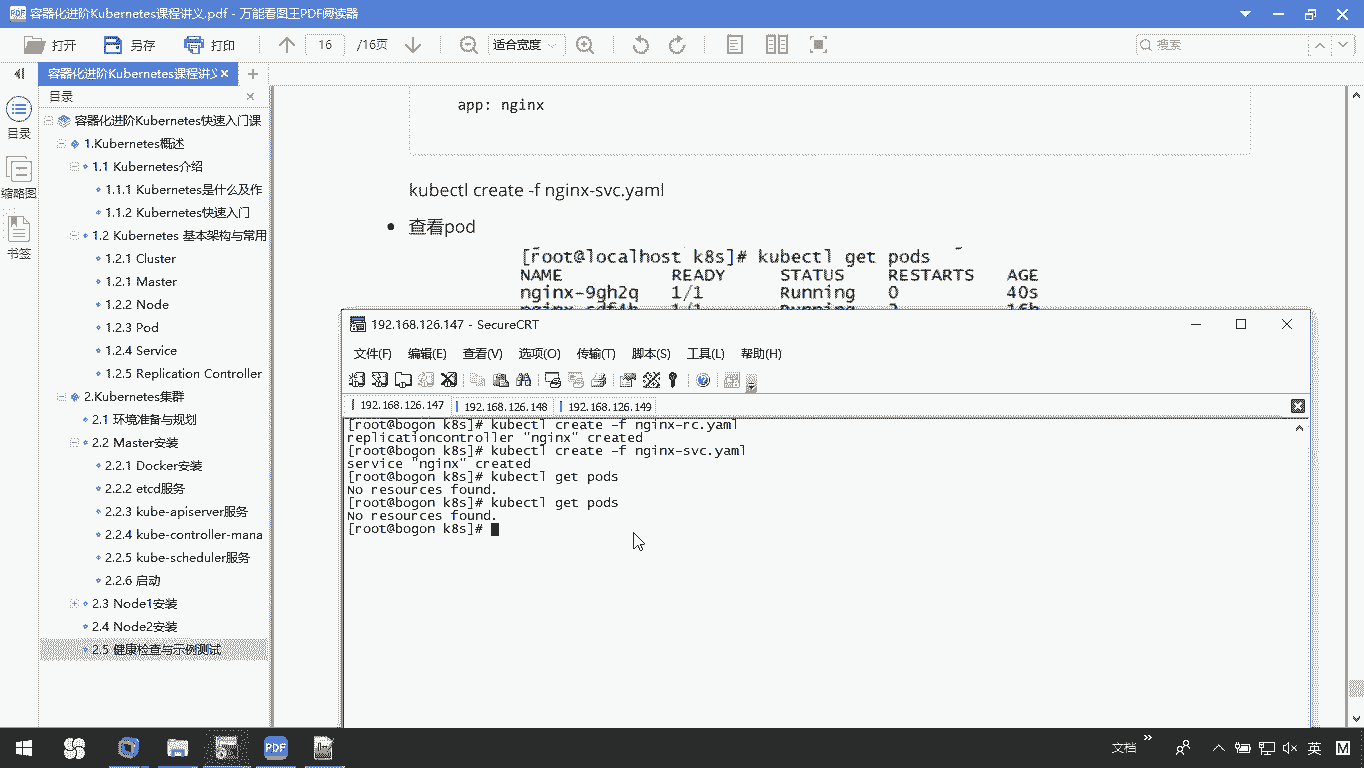 容器化进阶Kubernetes课程讲义.pdf - 万能看图王PDF阅读器
打开
另存
打印
16
/16页
适合宽度
搜索
容器化进阶Kubernetes课程讲义
目录
目录
缩略图
书签
容器化进阶Kubernetes快速入门课
1.Kubernetes概述
1.1 Kubernetes介绍
1.1.1 Kubernetes是什么及作
1.1.2 Kubernetes快速入门
1.2 Kubernetes 基本架构与常用
1.2.1 Cluster
1.2.1 Master
1.2.2 Node
1.2.3 Pod
1.2.4 Service
1.2.5 Replication Controller
2.Kubernetes集群
2.1 环境准备与规划
2.2 Master安装
2.2.1 Docker安装
2.2.2 etcd服务
2.2.3 kube-apiserver服务
2.2.4 kube-controller-mana
2.2.5 kube-scheduler服务
2.2.6 启动
2.3 Node1安装
2.4 Node2安装
2.5 健康检查与示例测试
app: nginx
kubectl create -f nginx-svc.yaml
查看pod
[root@localhost k8s]# kubectl get pods
NAME READY STATUS RESTARTS AGE
nginx-9gh2q 1/1 Running 0 40s
192.168.126.147 - SecureCRT
文件(F) 编辑(E) 查看(V) 选项(O) 传输(T) 脚本(S) 工具(L) 帮助(H)
192.168.126.147 192.168.126.148 192.168.126.149
[root@bogon k8s]# kubectl create -f nginx-rc.yaml
replicationcontroller "nginx" created
[root@bogon k8s]# kubectl create -f nginx-svc.yaml
service "nginx" created
[root@bogon k8s]# kubectl get pods
No resources found.
[root@bogon k8s]# kubectl get pods
No resources found.
[root@bogon k8s]#
PDF
文档
英
M